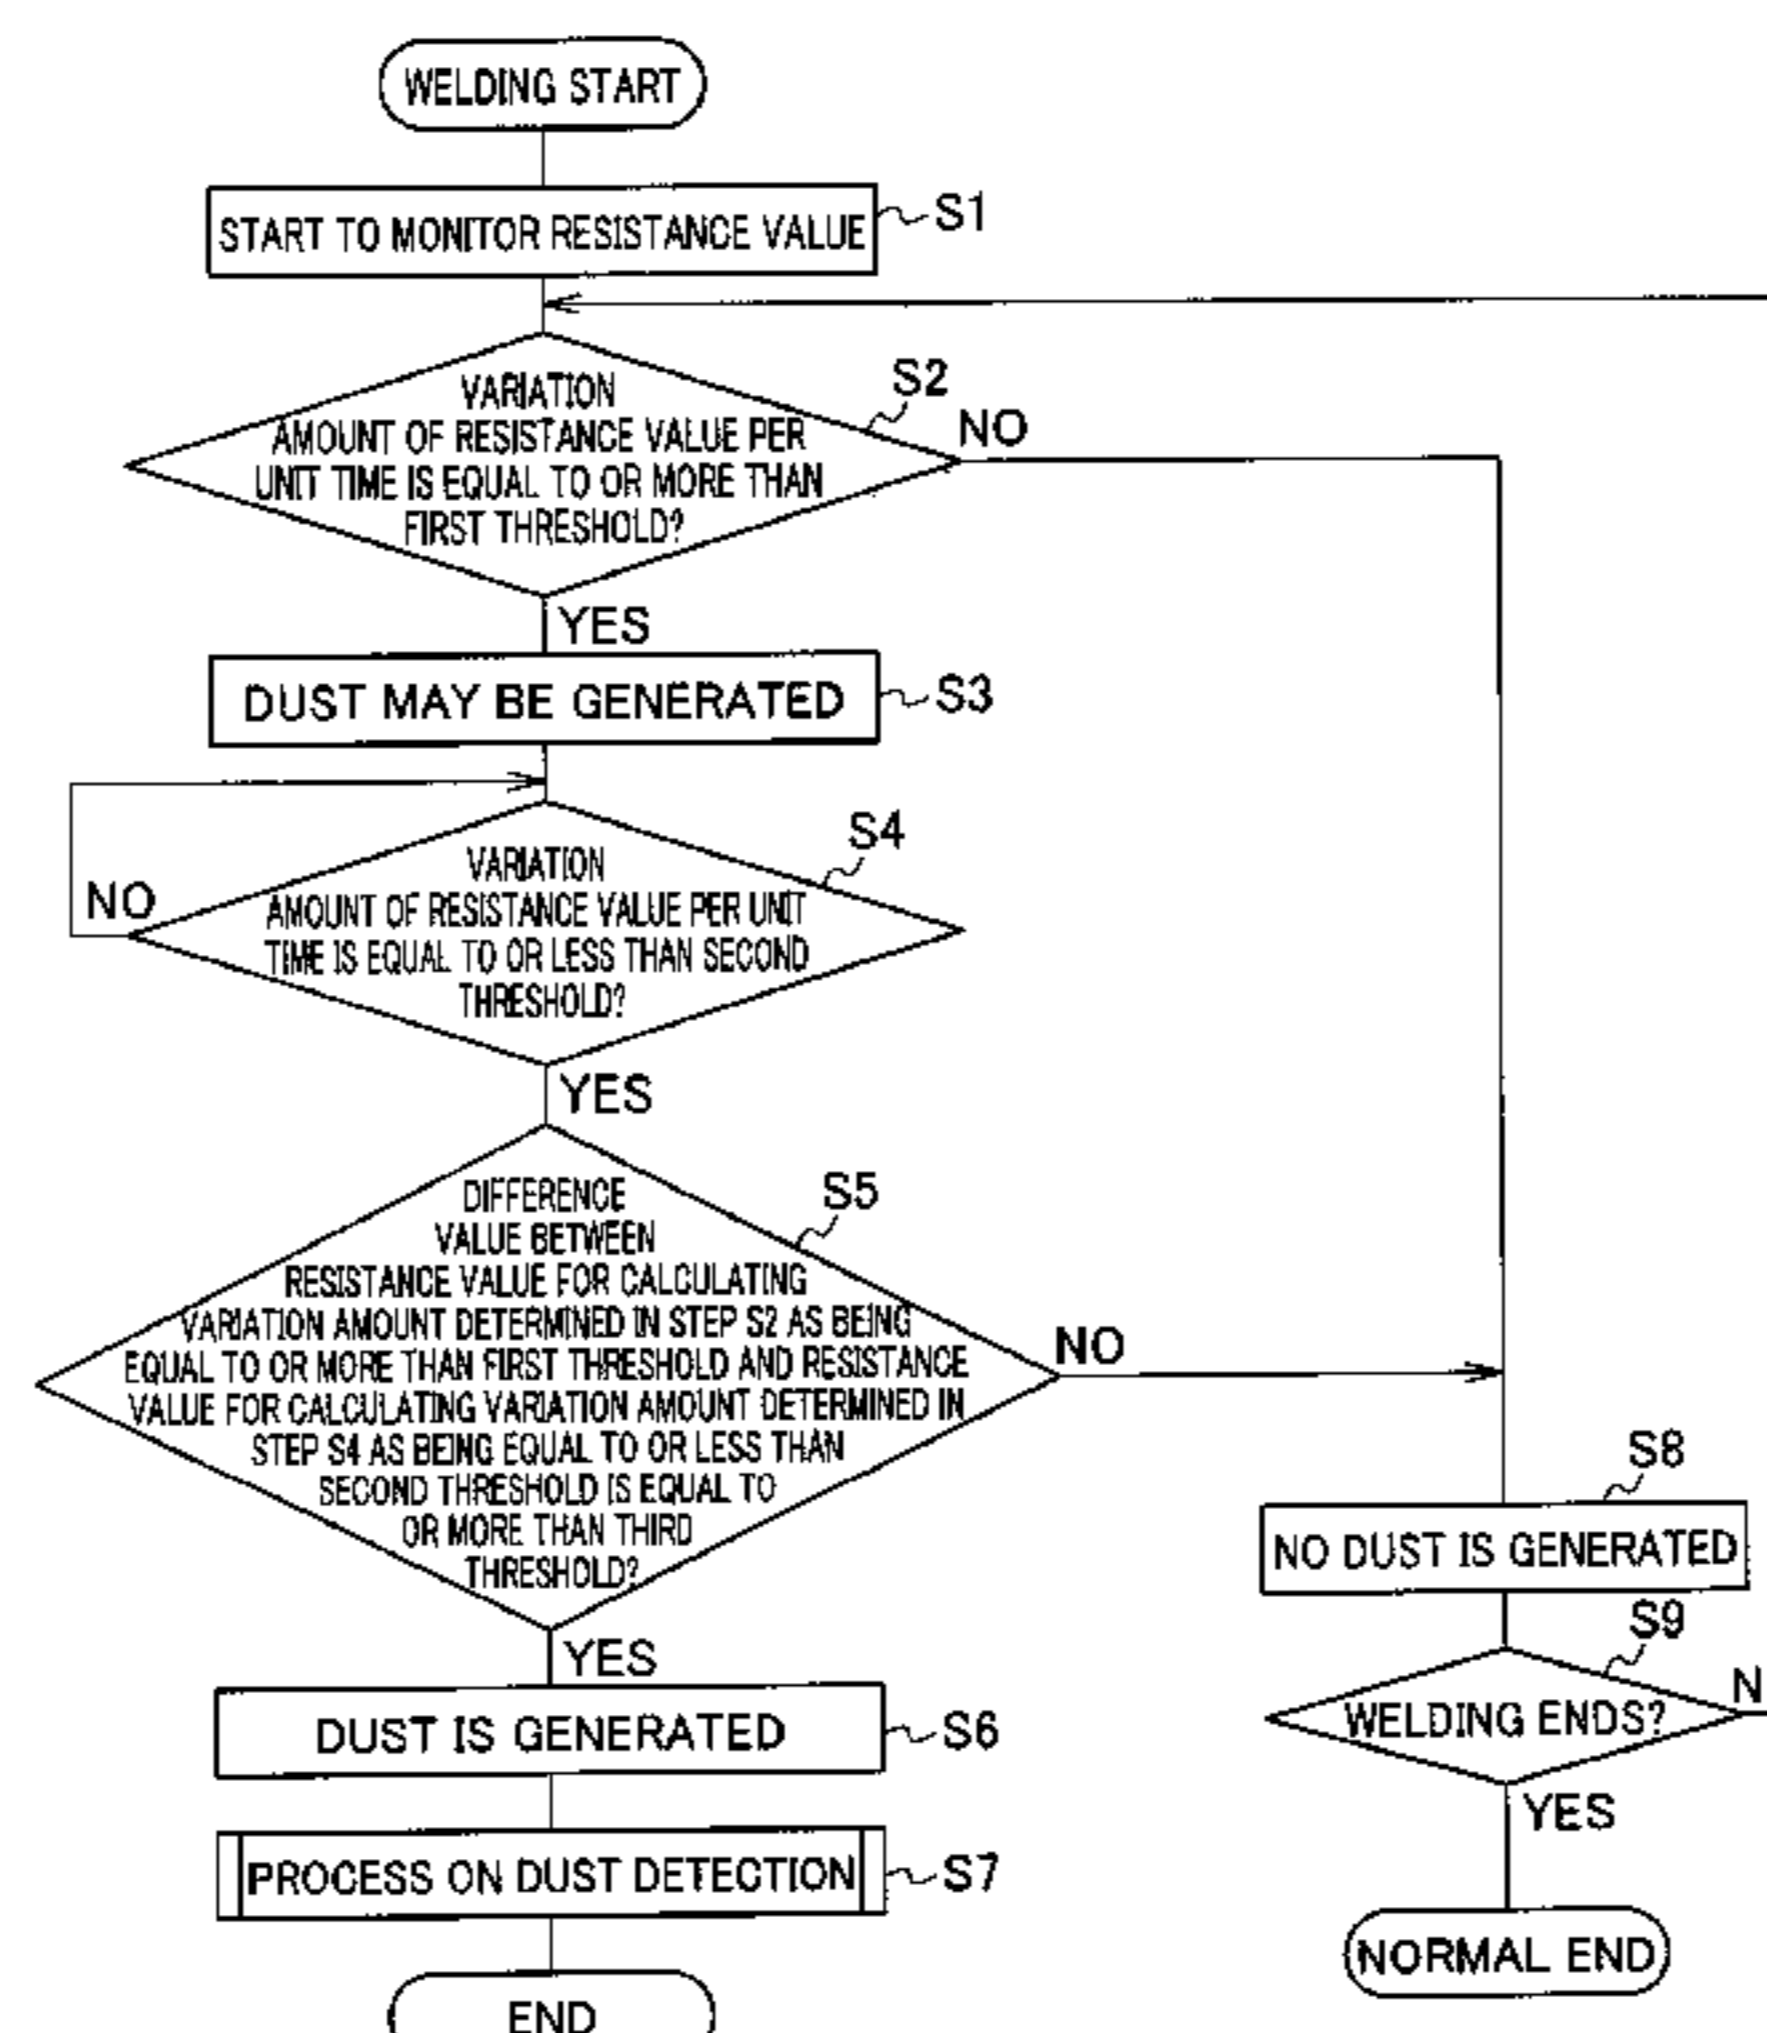 WELDING START
START TO MONITOR RESISTANCE VALUE
S1
VARIATION
AMOUNT OF RESISTANCE VALUE PER
UNIT TIME IS EQUAL TO OR MORE THAN
FIRST THRESHOLD?
S2
NO
YES
DUST MAY BE GENERATED
S3
VARIATION
AMOUNT OF RESISTANCE VALUE PER UNIT
TIME IS EQUAL TO OR LESS THAN SECOND
THRESHOLD?
S4
NO
YES
DIFFERENCE
VALUE BETWEEN
RESISTANCE VALUE FOR CALCULATING
VARIATION AMOUNT DETERMINED IN STEP S2 AS BEING
EQUAL TO OR MORE THAN FIRST THRESHOLD AND RESISTANCE
VALUE FOR CALCULATING VARIATION AMOUNT DETERMINED IN
STEP S4 AS BEING EQUAL TO OR LESS THAN
SECOND THRESHOLD IS EQUAL TO
OR MORE THAN THIRD
THRESHOLD?
S5
NO
YES
DUST IS GENERATED
S6
PROCESS ON DUST DETECTION
S7
END
S8
NO DUST IS GENERATED
S9
WELDING ENDS?
N
YES
NORMAL END